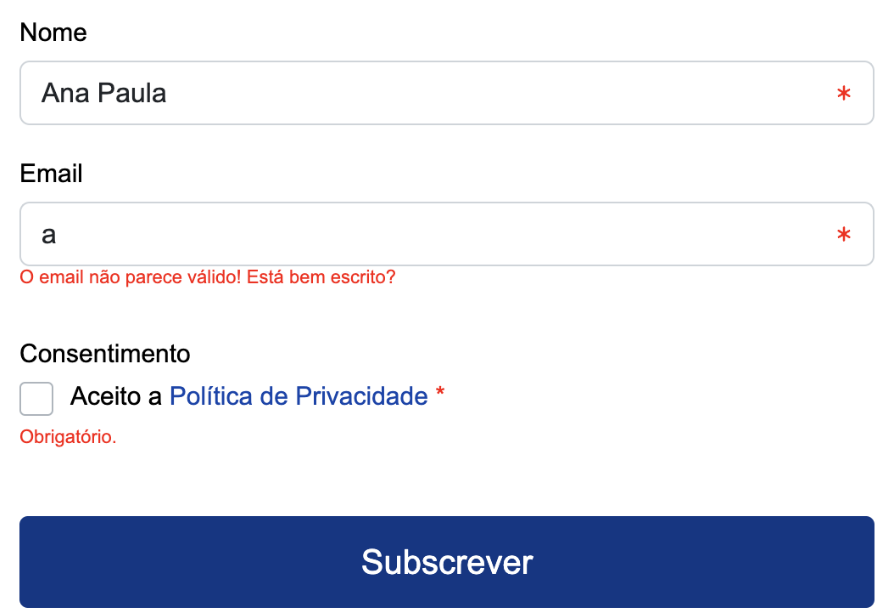 Nome
Ana Paula *
Email
a *
O email não parece válido! Está bem escrito?
Consentimento
Aceito a Política de Privacidade *
Obrigatório.
Subscrever